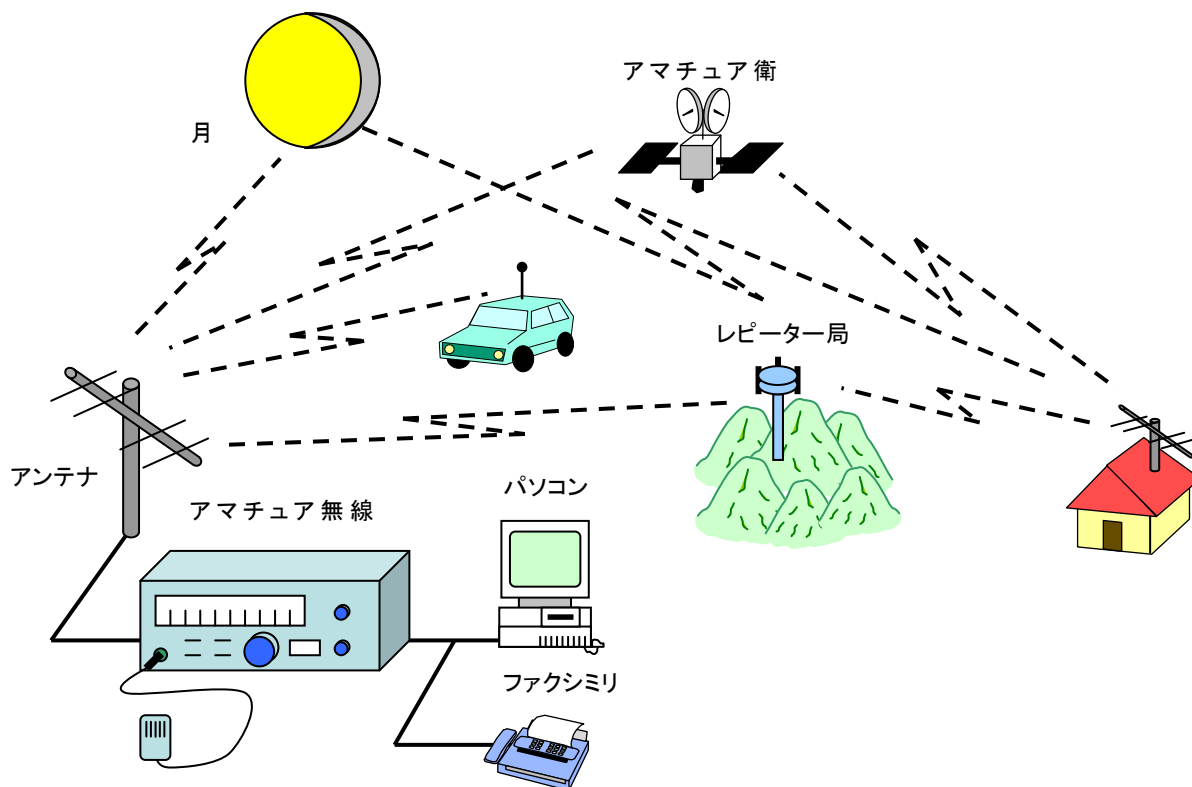 アマチュア衛
月
レピーター局
アンテナ
パソコン
アマチュア無線
ファクシミリ